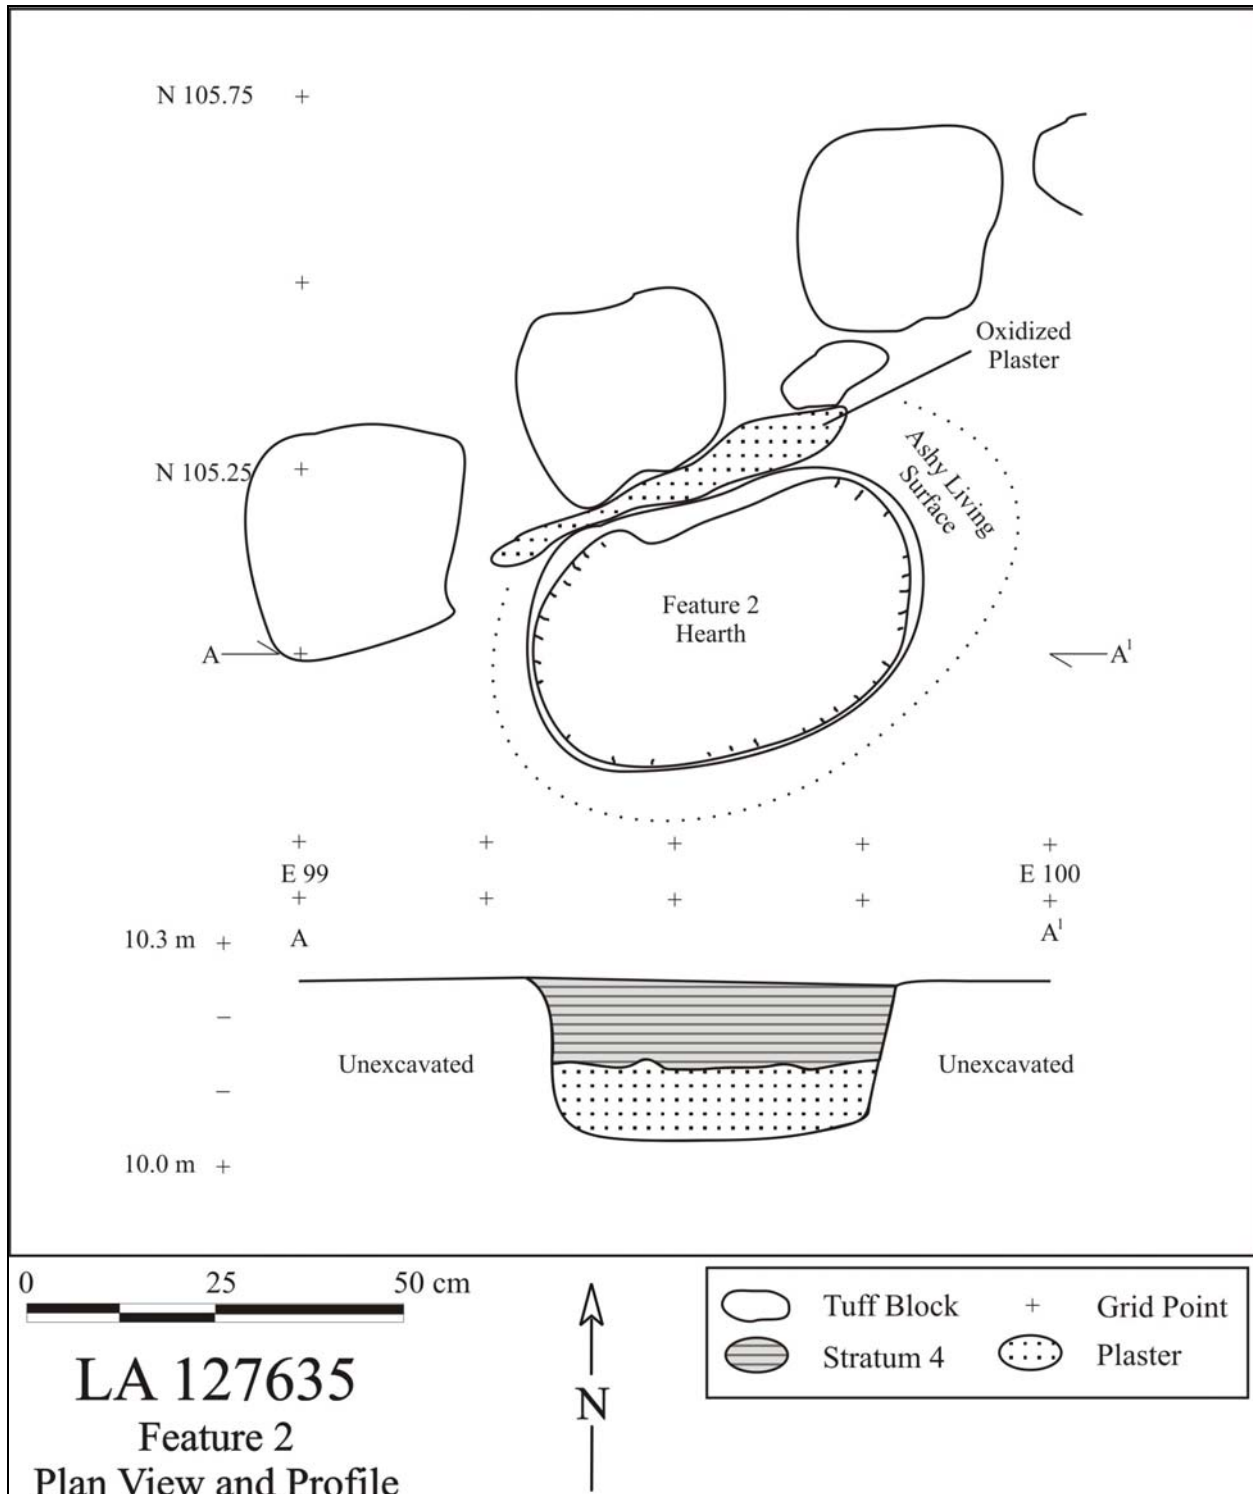 N 105.75
Oxidized
Plaster
N 105.25
Ashy Living
Surface
Feature 2
Hearth
A
A¹
E 99
E 100
10.3 m
A
A¹
Unexcavated
Unexcavated
10.0 m
0 25 50 cm
Tuff Block
Grid Point
Stratum 4
Plaster
LA 127635
Feature 2
Plan View and Profile
N